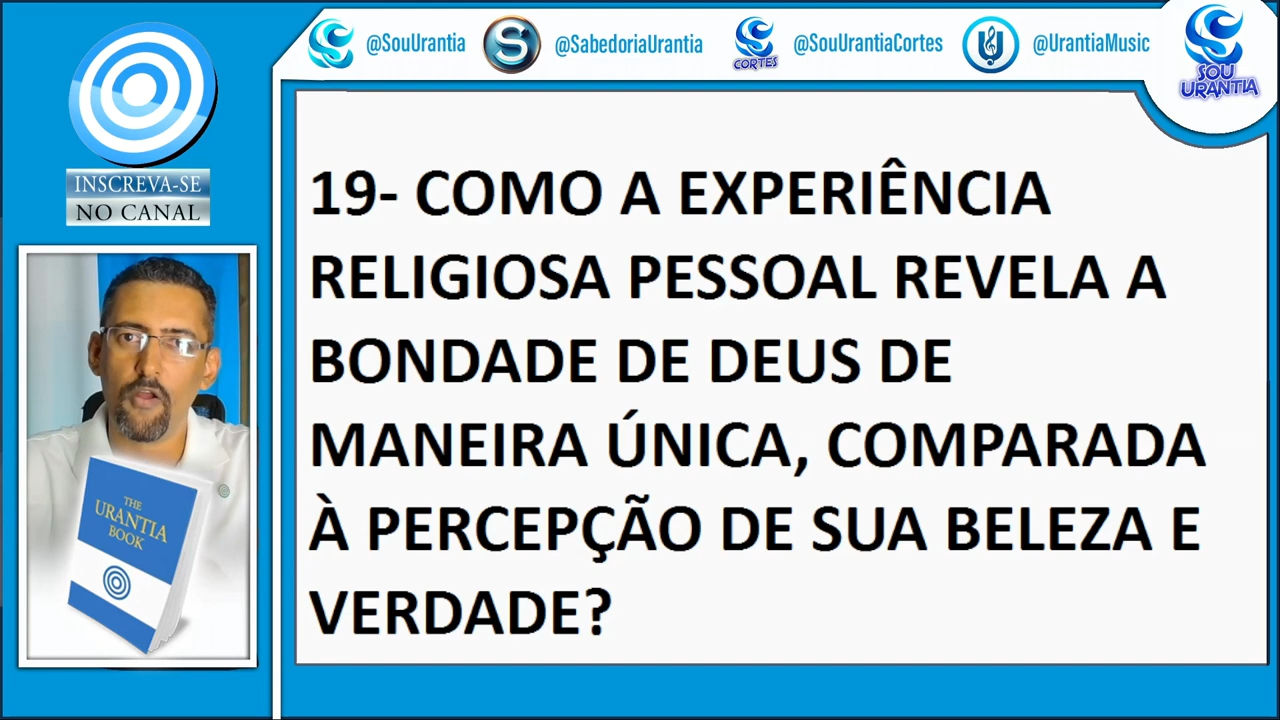 @SouUrantia
@SabedoriaUrantia
CORTES
@SouUrantiaCortes
@UrantiaMusic
SOU
URANTIA
INSCREVA-SE
NO CANAL
THE
URANTIA
BOOK
19- COMO A EXPERIÊNCIA
RELIGIOSA PESSOAL REVELA A
BONDADE DE DEUS DE
MANEIRA ÚNICA, COMPARADA
À PERCEPÇÃO DE SUA BELEZA E
VERDADE?